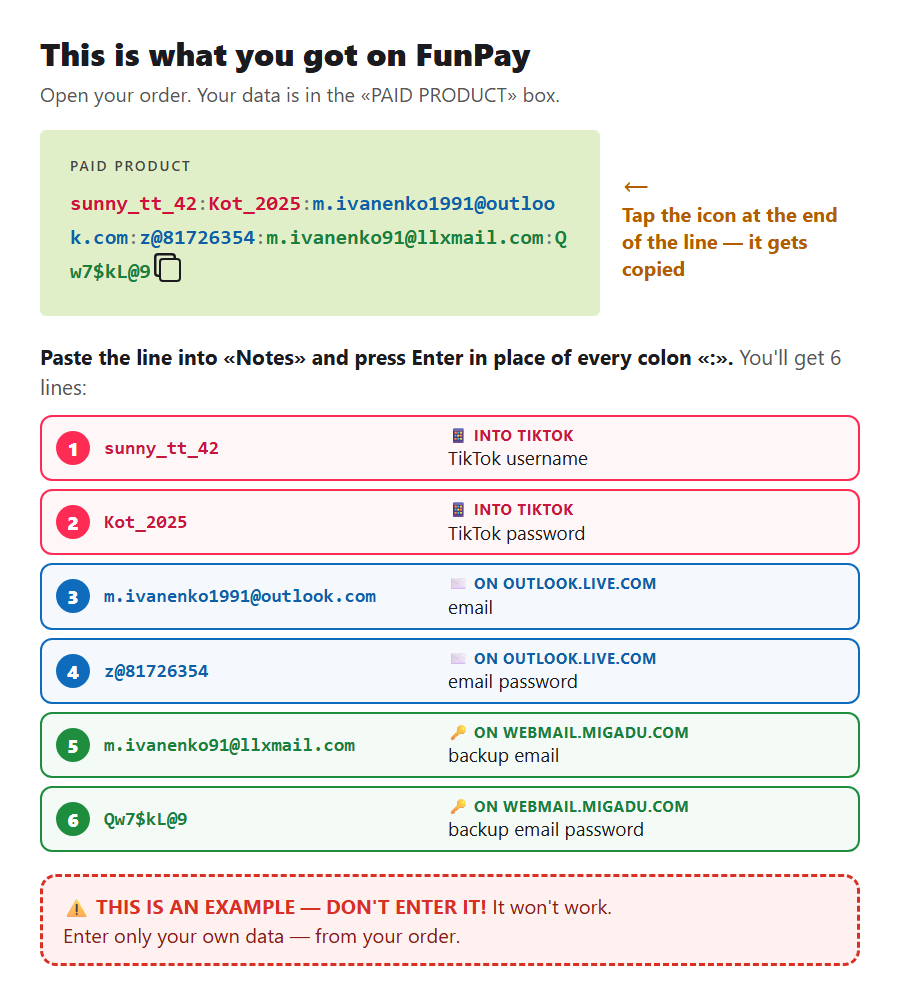 This is what you got on FunPay
Open your order. Your data is in the «PAID PRODUCT» box.
PAID PRODUCT
sunny_tt_42:Kot_2025:m.ivanenko1991@outloo
k.com:z@81726354:m.ivanenko91@llxmail.com:Q
w7$kL@9
←
Tap the icon at the end
of the line — it gets
copied
Paste the line into «Notes» and press Enter in place of every colon «:». You'll get 6
lines:
1 sunny_tt_42
INTO TIKTOK
TikTok username
2 Kot_2025
INTO TIKTOK
TikTok password
3 m.ivanenko1991@outlook.com
ON OUTLOOK.LIVE.COM
email
4 z@81726354
ON OUTLOOK.LIVE.COM
email password
5 m.ivanenko91@llxmail.com
ON WEBMAIL.MIGADU.COM
backup email
6 Qw7$kL@9
ON WEBMAIL.MIGADU.COM
backup email password
THIS IS AN EXAMPLE — DON'T ENTER IT! It won't work.
Enter only your own data — from your order.